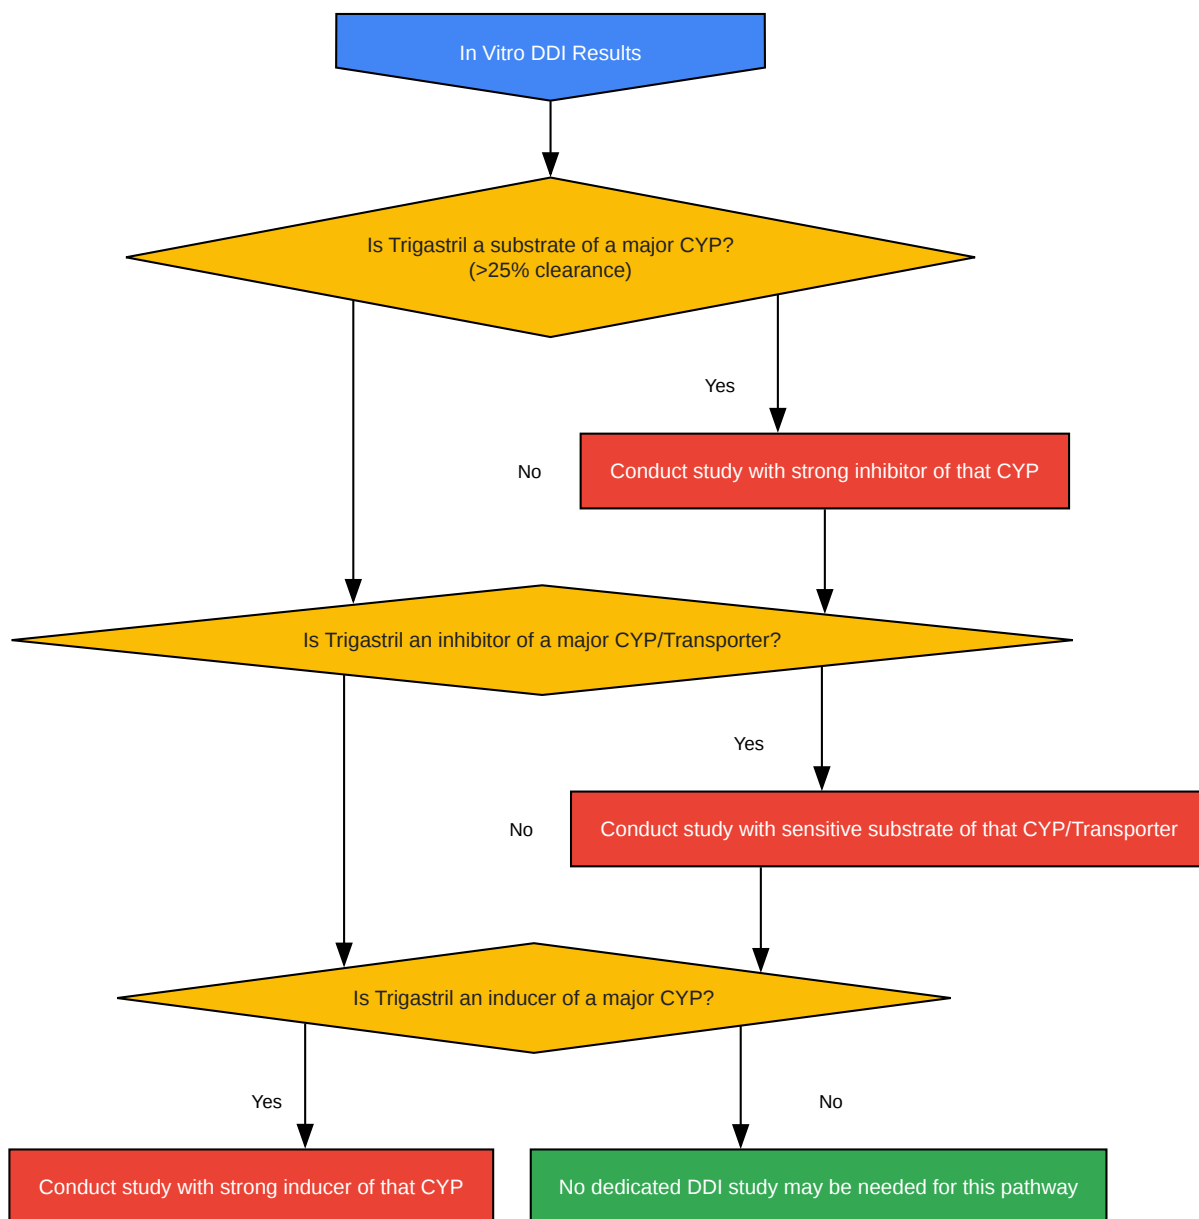 In Vitro DDI Results
Is Trigastril a substrate of a major CYP?
(>25% clearance)
Yes
No
Conduct study with strong inhibitor of that CYP
Is Trigastril an inhibitor of a major CYP/Transporter?
Yes
No
Conduct study with sensitive substrate of that CYP/Transporter
Is Trigastril an inducer of a major CYP?
Yes
No
Conduct study with strong inducer of that CYP
No dedicated DDI study may be needed for this pathway